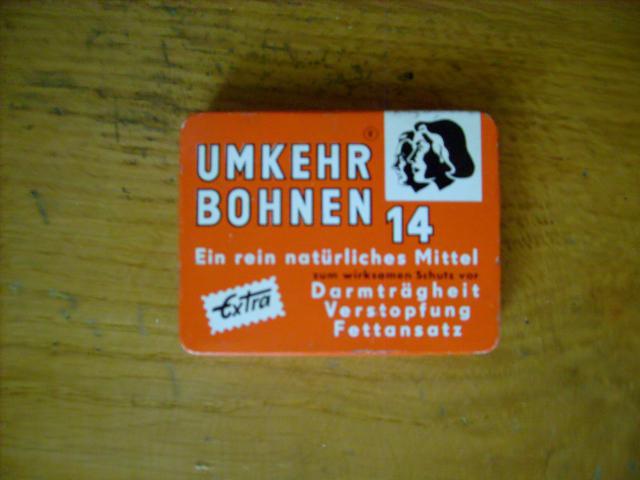 UMKEHR ®
BOHNEN 14
Ein rein natürliches Mittel
zum wirksamen Schutz vor
Darmträgheit
Verstopfung
Fettansatz
Extra